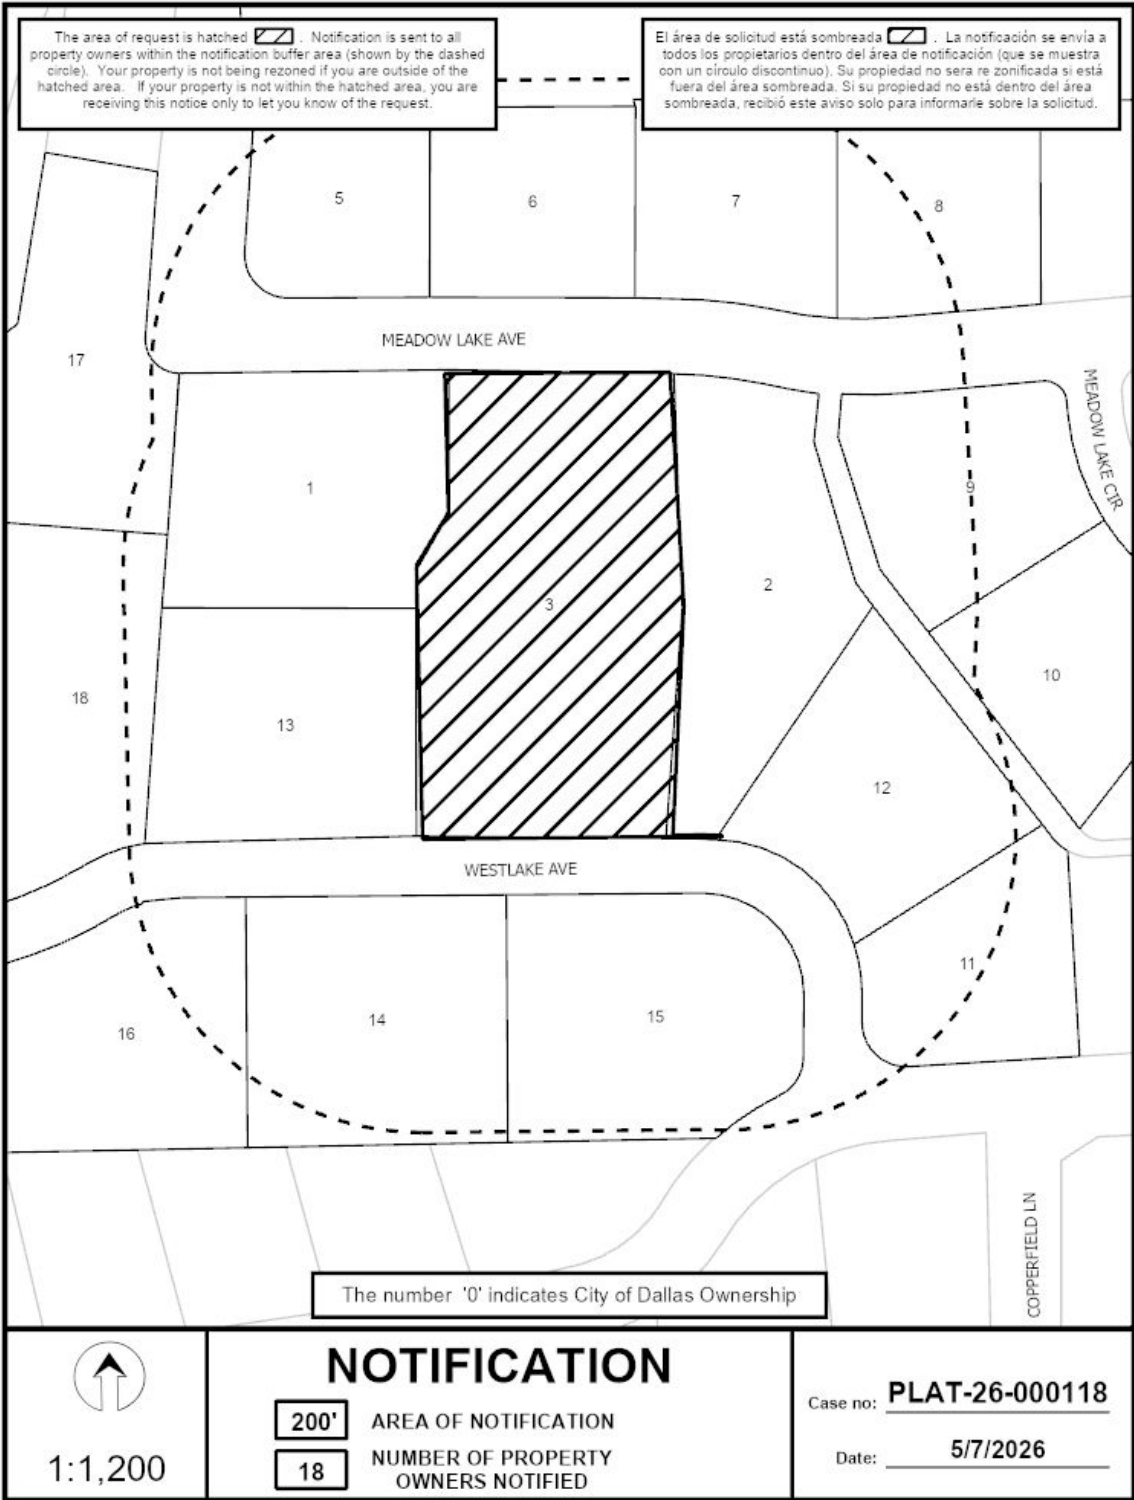 The area of request is hatched . Notification is sent to all
property owners within the notification buffer area (shown by the dashed
circle). Your property is not being rezoned if you are outside of the
hatched area. If your property is not within the hatched area, you are
receiving this notice only to let you know of the request.
El área de solicitud está sombreada . La notificación se envía a
todos los propietarios dentro del área de notificación (que se muestra
con un círculo discontinuo). Su propiedad no sera re zonificada si está
fuera del área sombreada. Si su propiedad no está dentro del área
sombreada, recibió este aviso solo para informarle sobre la solicitud.
5
6
7
8
MEADOW LAKE AVE
17
MEADOW LAKE CIR
1
9
2
3
10
18
13
12
WESTLAKE AVE
11
14
15
16
COPPERFIELD LN
The number '0' indicates City of Dallas Ownership
1:1,200
NOTIFICATION
200' AREA OF NOTIFICATION
18 NUMBER OF PROPERTY
OWNERS NOTIFIED
Case no: PLAT-26-000118
Date: 5/7/2026